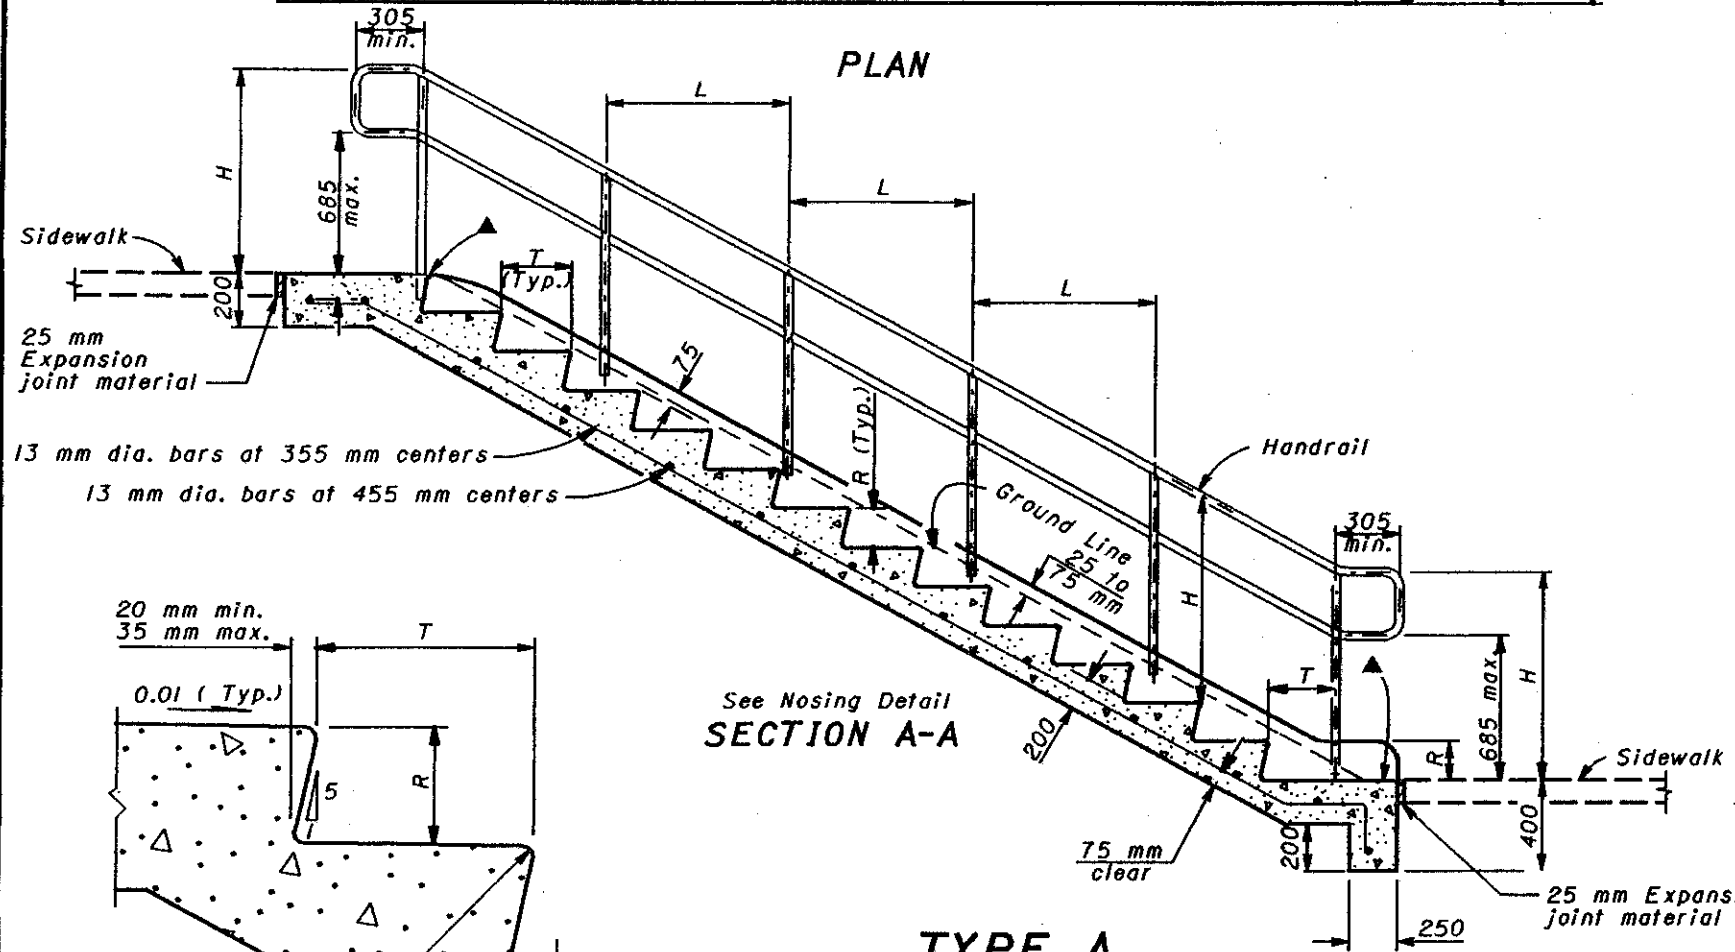 305
min.
PLAN
L
H
685
max.
L
Sidewalk
T
(Typ.)
200
L
25 mm
Expansion
joint material
75
R (Typ.)
Handrail
13 mm dia. bars at 355 mm centers
13 mm dia. bars at 455 mm centers
Ground Line
25 to
75 mm
305
min.
H
H
20 mm min.
35 mm max.
T
T
685 max.
0.01 ( Typ.)
See Nosing Detail
SECTION A-A
200
R
Sidewalk
R
5
1
75 mm
clear
200
400
25 mm Expans
joint material
250
TYPE A